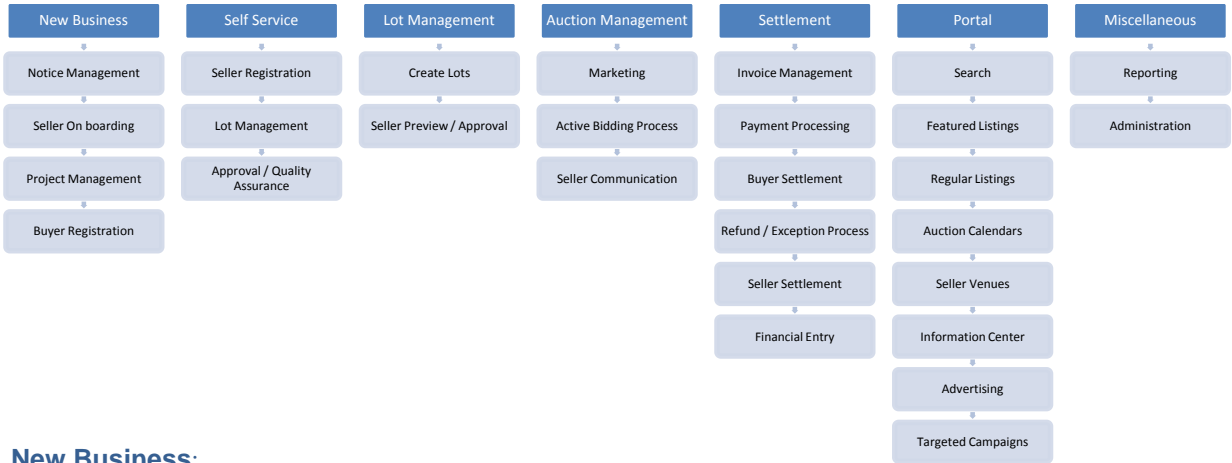 New Business
Notice Management
Seller On boarding
Project Management
Buyer Registration
Self Service
Seller Registration
Lot Management
Approval / Quality
Assurance
Lot Management
Create Lots
Seller Preview / Approval
Auction Management
Marketing
Active Bidding Process
Seller Communication
Settlement
Invoice Management
Payment Processing
Buyer Settlement
Refund / Exception Process
Seller Settlement
Financial Entry
Portal
Search
Featured Listings
Regular Listings
Auction Calendars
Seller Venues
Information Center
Advertising
Targeted Campaigns
Miscellaneous
Reporting
Administration
New Business: